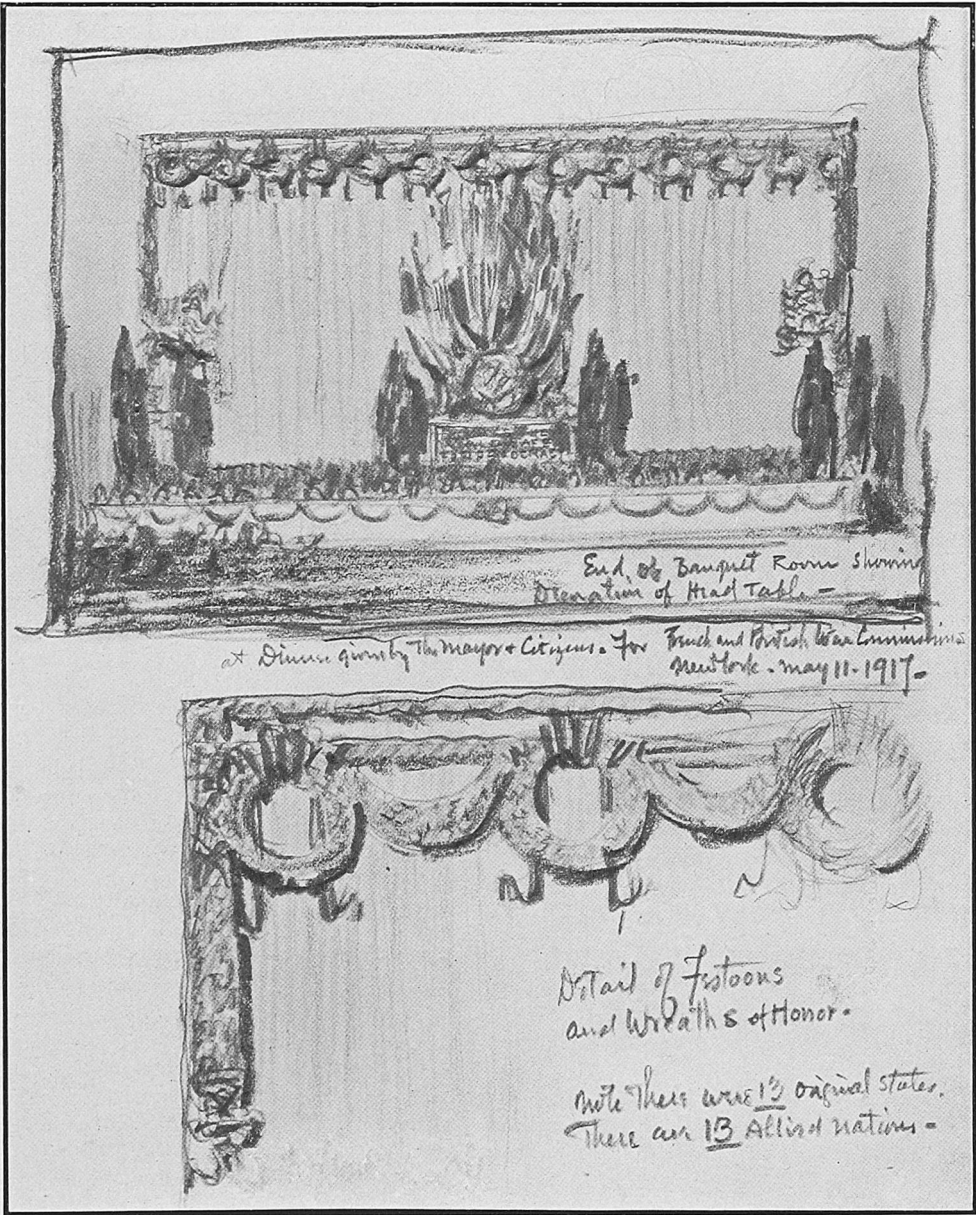 End of Banquet Room Showing
Decoration of Head Table -
at Dinner given by The Mayor & Citizens. For French and British War Commissions
New York - May 11 - 1917 -
Detail of Festoons
and Wreaths of Honor.
Note There were 13 original states.
There are 13 Allied nations -